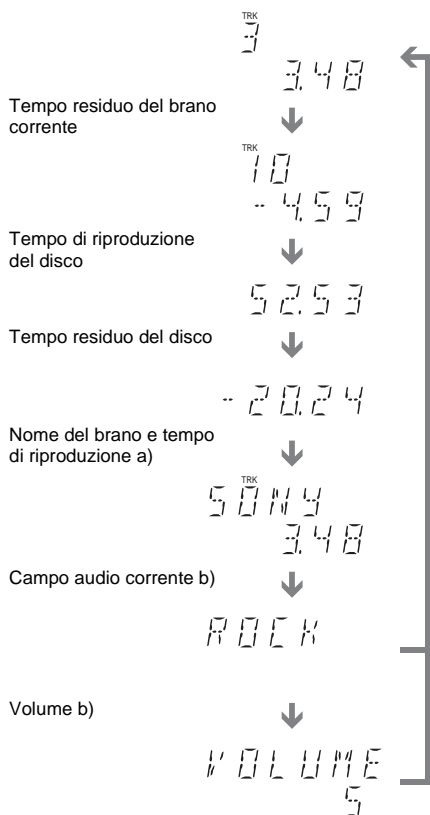 TRK
3
3.48
Tempo residuo del brano
corrente
TRK
10
- 4.59
Tempo di riproduzione
del disco
52.53
Tempo residuo del disco
- 20.24
Nome del brano e tempo
di riproduzione a)
TRK
SONY
3.48
Campo audio corrente b)
ROCK
Volume b)
VOLUME
5